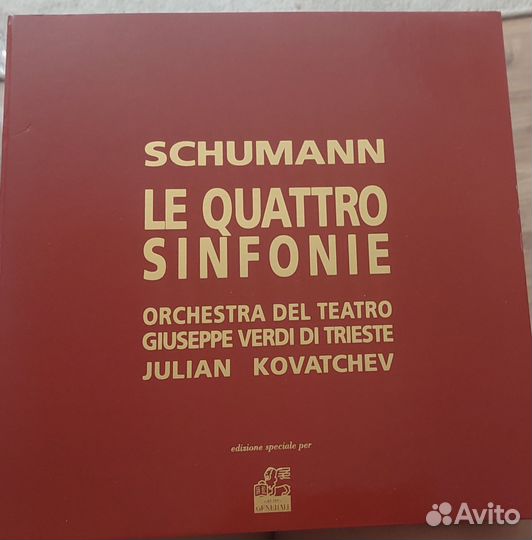 SCHUMANN
LE QUATTRO
SINFONIE
ORCHESTRA DEL TEATRO
GIUSEPPE VERDI DI TRIESTE
JULIAN KOVATCHEV
edizione speciale per
GENERALI
Avito